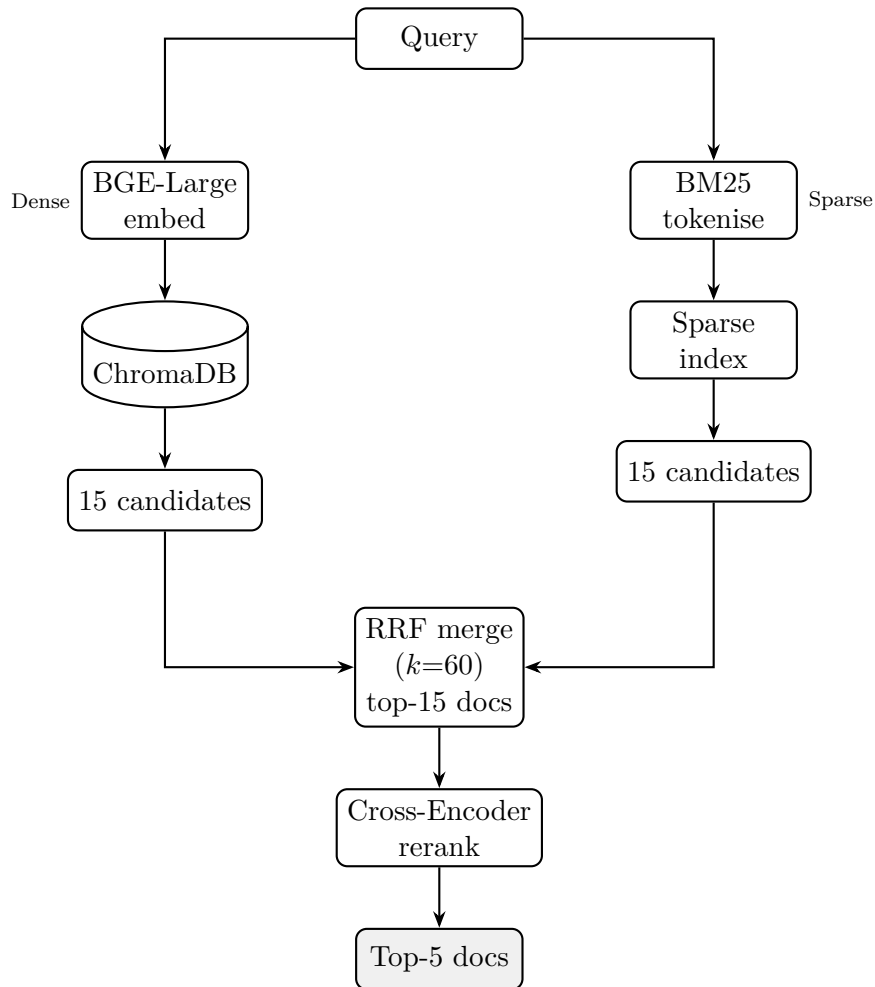 Query
Dense
BGE-Large
embed
BM25
tokenise
Sparse
ChromaDB
Sparse
index
15 candidates
15 candidates
RRF merge
(k=60)
top-15 docs
Cross-Encoder
rerank
Top-5 docs